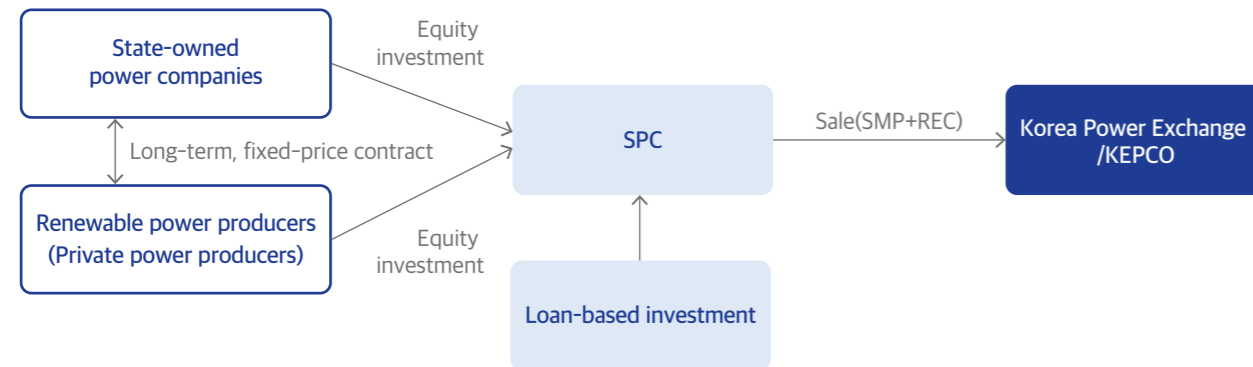 State-owned
power companies
Equity
investment
Long-term, fixed-price contract
Renewable power producers
(Private power producers)
Equity
investment
SPC
Loan-based investment
Sale(SMP+REC)
Korea Power Exchange
/KEPCO